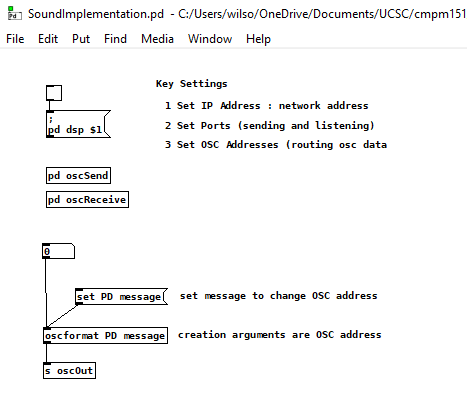 SoundImplementation.pd - C:/Users/wilso/OneDrive/Documents/UCSC/cmpm151
File Edit Put Find Media Window Help
Key Settings
1 Set IP Address : network address
;
pd dsp $1
2 Set Ports (sending and listening)
3 Set OSC Addresses (routing osc data
pd oscSend
pd oscReceive
0
set PD message
set message to change OSC address
oscformat PD message
creation arguments are OSC address
s oscOut